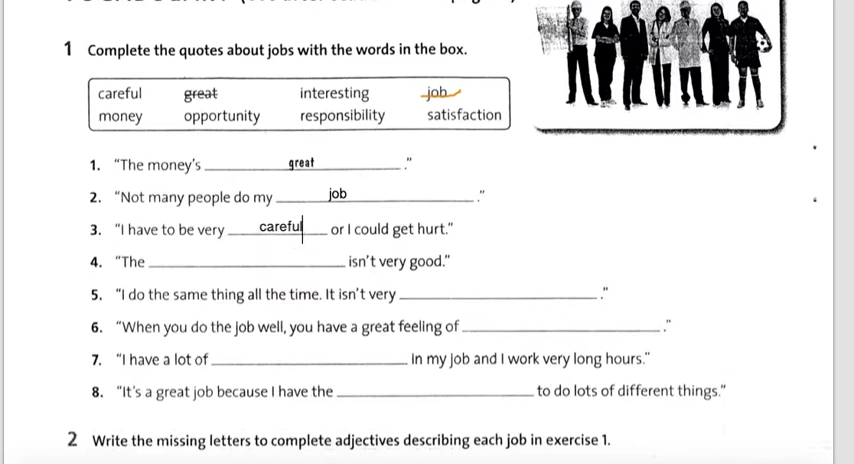 1 Complete the quotes about jobs with the words in the box.
careful great interesting job
money opportunity responsibility satisfaction
1. "The money's great ."
2. "Not many people do my job ."
3. "I have to be very careful or I could get hurt."
4. "The isn't very good."
5. "I do the same thing all the time. It isn't very ."
6. "When you do the job well, you have a great feeling of ."
7. "I have a lot of in my job and I work very long hours."
8. "It's a great job because I have the to do lots of different things."
2 Write the missing letters to complete adjectives describing each job in exercise 1.